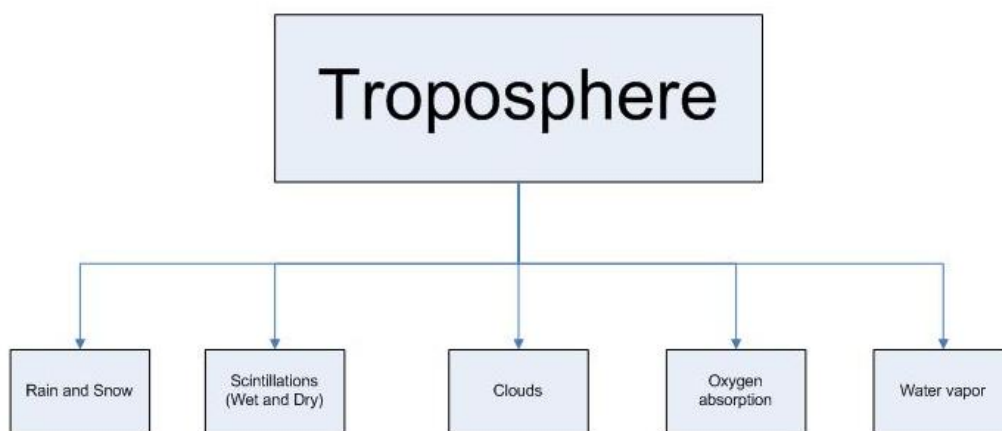 Troposphere
Rain and Snow
Scintillations
(Wet and Dry)
Clouds
Oxygen
absorption
Water vapor